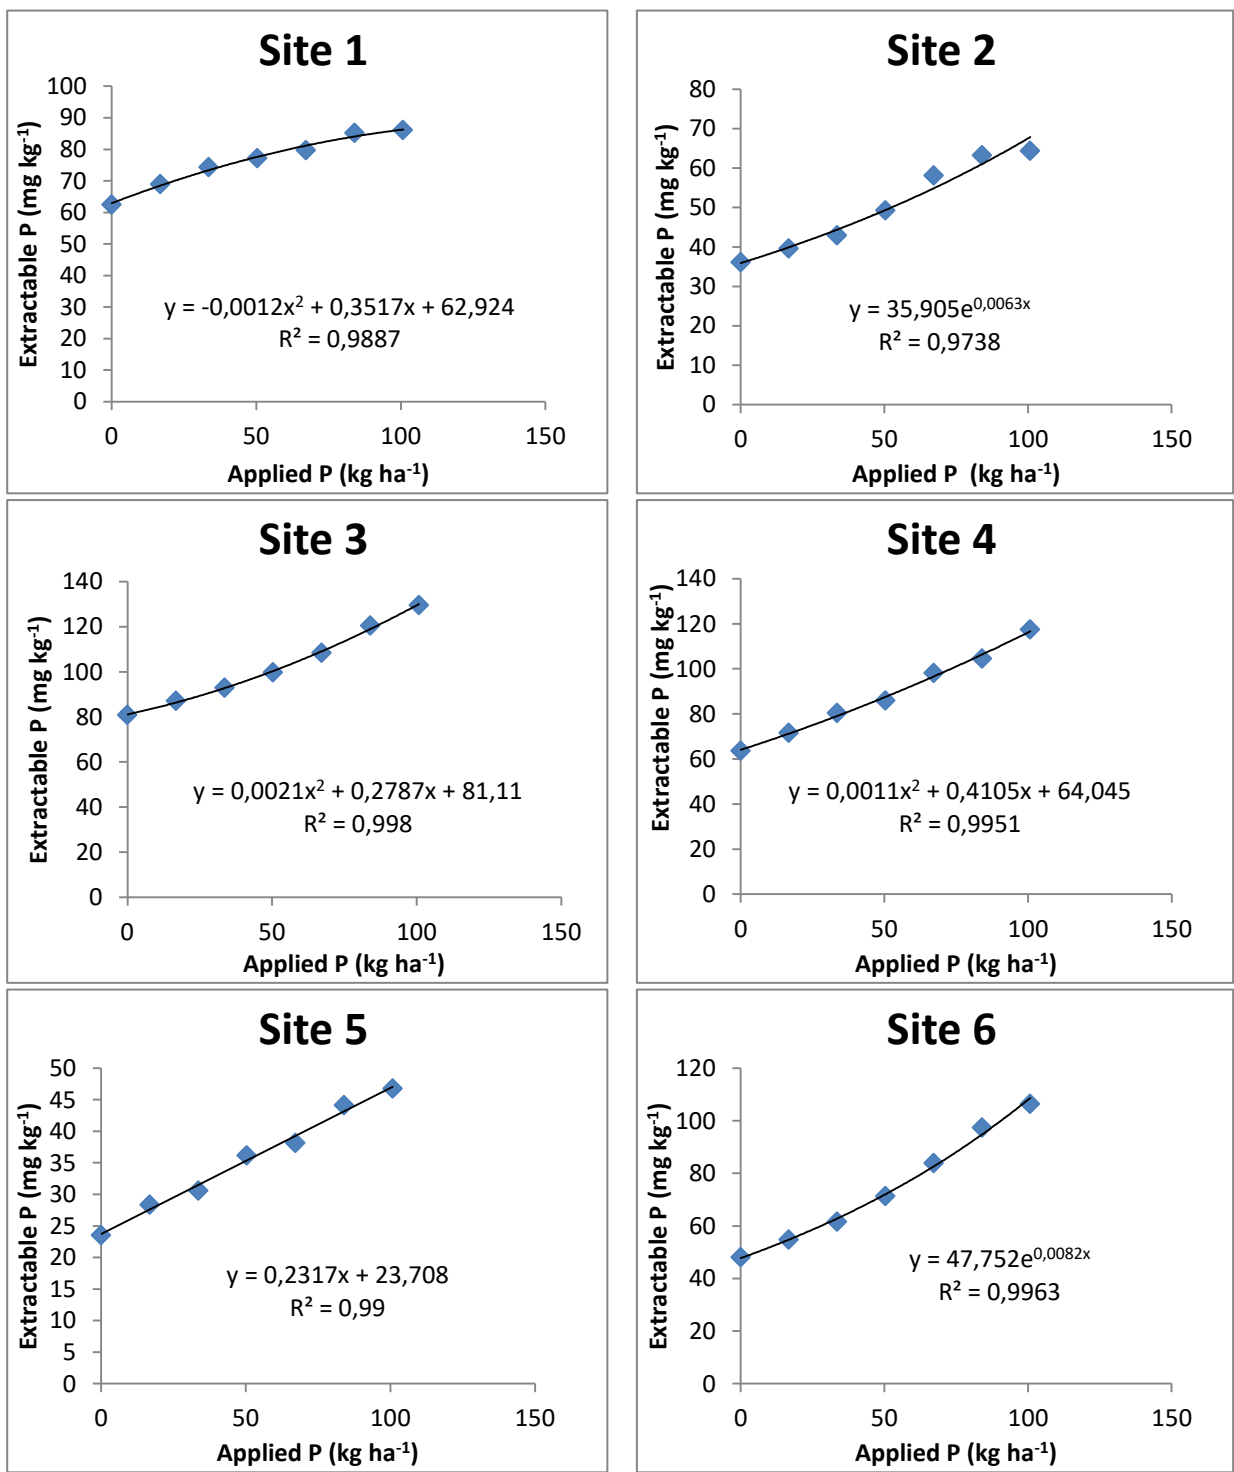 Site 1
100
90
80
70
60
50
40
30
20
10
0
Extractable P (mg kg⁻¹)
y = -0,0012x² + 0,3517x + 62,924
R² = 0,9887
0 50 100 150
Applied P (kg ha⁻¹)
Site 2
80
70
60
50
40
30
20
10
0
Extractable P (mg kg⁻¹)
y = 35,905e⁰,⁰⁰⁶³ˣ
R² = 0,9738
0 50 100 150
Applied P (kg ha⁻¹)
Site 3
140
120
100
80
60
40
20
0
Extractable P (mg kg⁻¹)
y = 0,0021x² + 0,2787x + 81,11
R² = 0,998
0 50 100 150
Applied P (kg ha⁻¹)
Site 4
140
120
100
80
60
40
20
0
Extractable P (mg kg⁻¹)
y = 0,0011x² + 0,4105x + 64,045
R² = 0,9951
0 50 100 150
Applied P (kg ha⁻¹)
Site 5
50
45
40
35
30
25
20
15
10
5
0
Extractable P (mg kg⁻¹)
y = 0,2317x + 23,708
R² = 0,99
0 50 100 150
Applied P (kg ha⁻¹)
Site 6
120
100
80
60
40
20
0
Extractable P (mg kg⁻¹)
y = 47,752e⁰,⁰⁰⁸²ˣ
R² = 0,9963
0 50 100 150
Applied P (kg ha⁻¹)